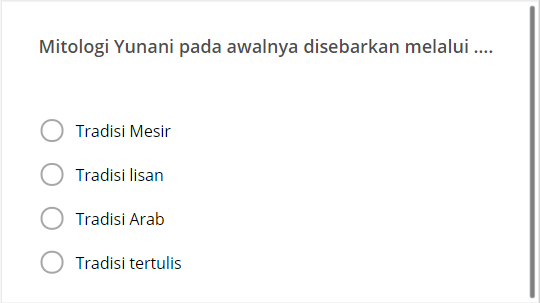 Mitologi Yunani pada awalnya disebarkan melalui ....
Tradisi Mesir
Tradisi lisan
Tradisi Arab
Tradisi tertulis